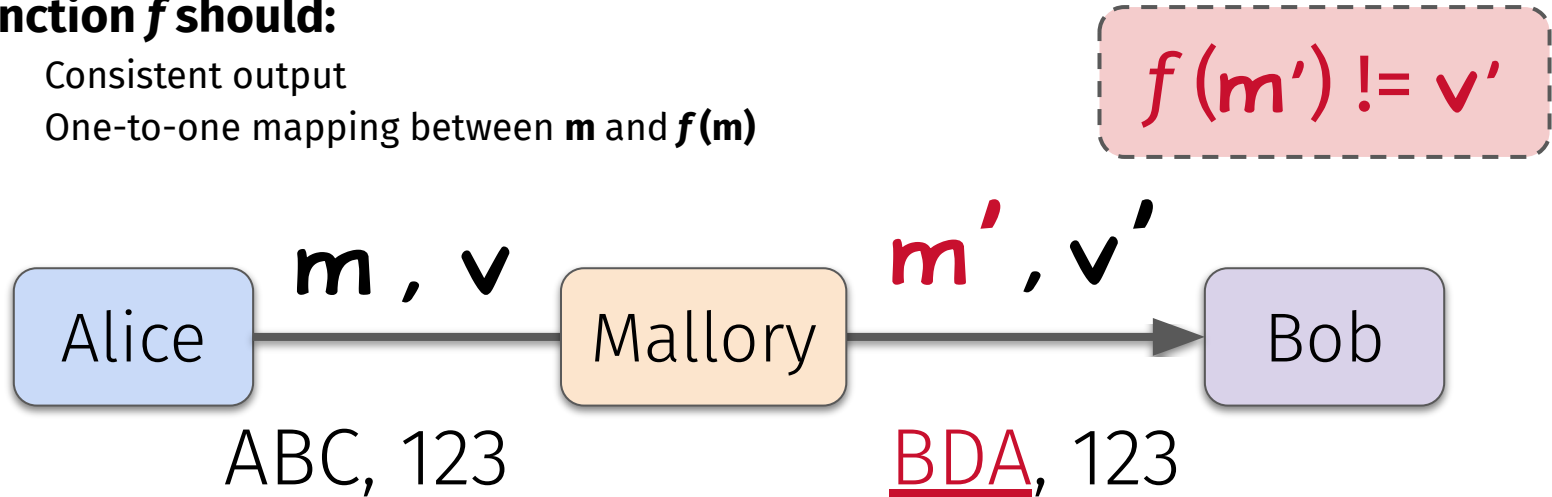 nction f should:
Consistent output
One-to-one mapping between m and f(m)
f(m′) != v′
m , v
m′, v′
Alice
Mallory
Bob
ABC, 123
BDA, 123